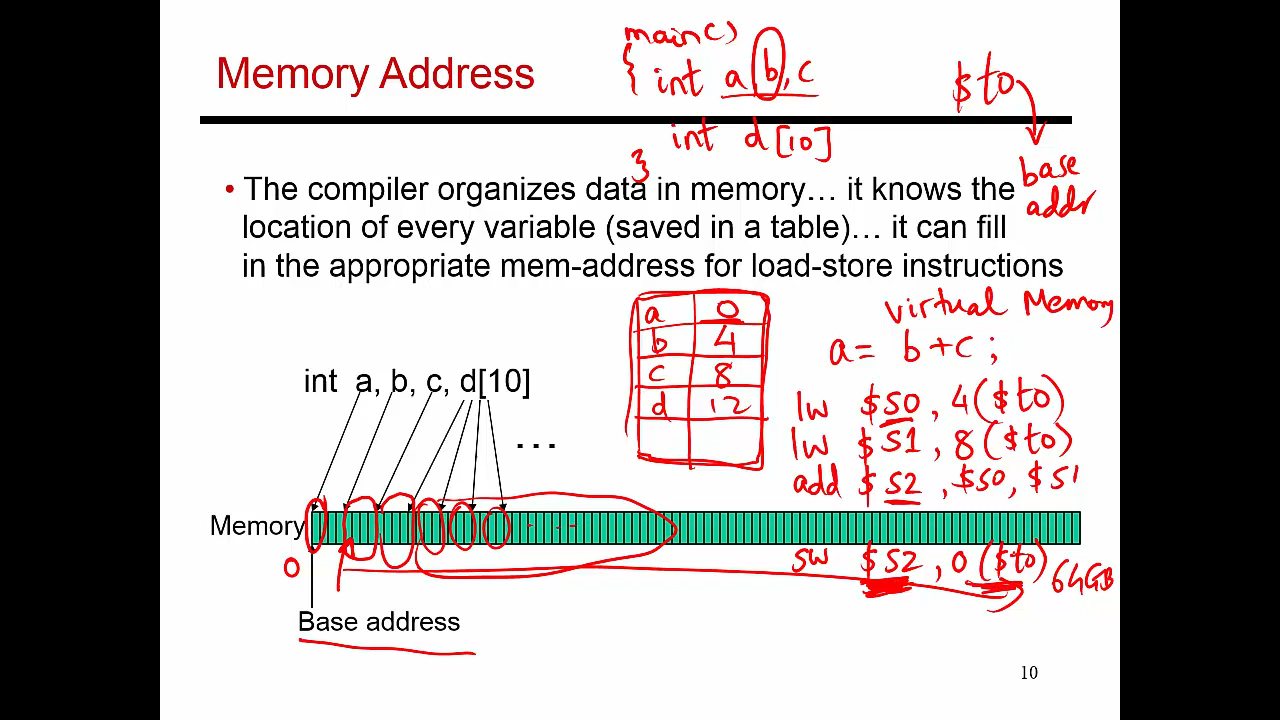 main()
{ int a b, c
int d[10]
}
Memory Address
$t0
base
addr
• The compiler organizes data in memory… it knows the
location of every variable (saved in a table)… it can fill
in the appropriate mem-address for load-store instructions
a 0
b 4
c 8
d 12
virtual Memory
a = b + c ;
lw $S0, 4($t0)
lw $S1, 8($t0)
add $S2, $S0, $S1
sw $S2, 0($t0)
int a, b, c, d[10]
…
Memory
0
64GB
Base address
10